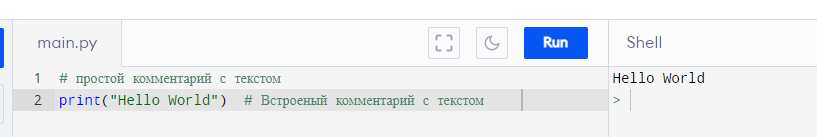 main.py
Run
Shell
1 # простой комментарий с текстом
2 print("Hello World") # Встроеный комментарий с текстом
Hello World
>